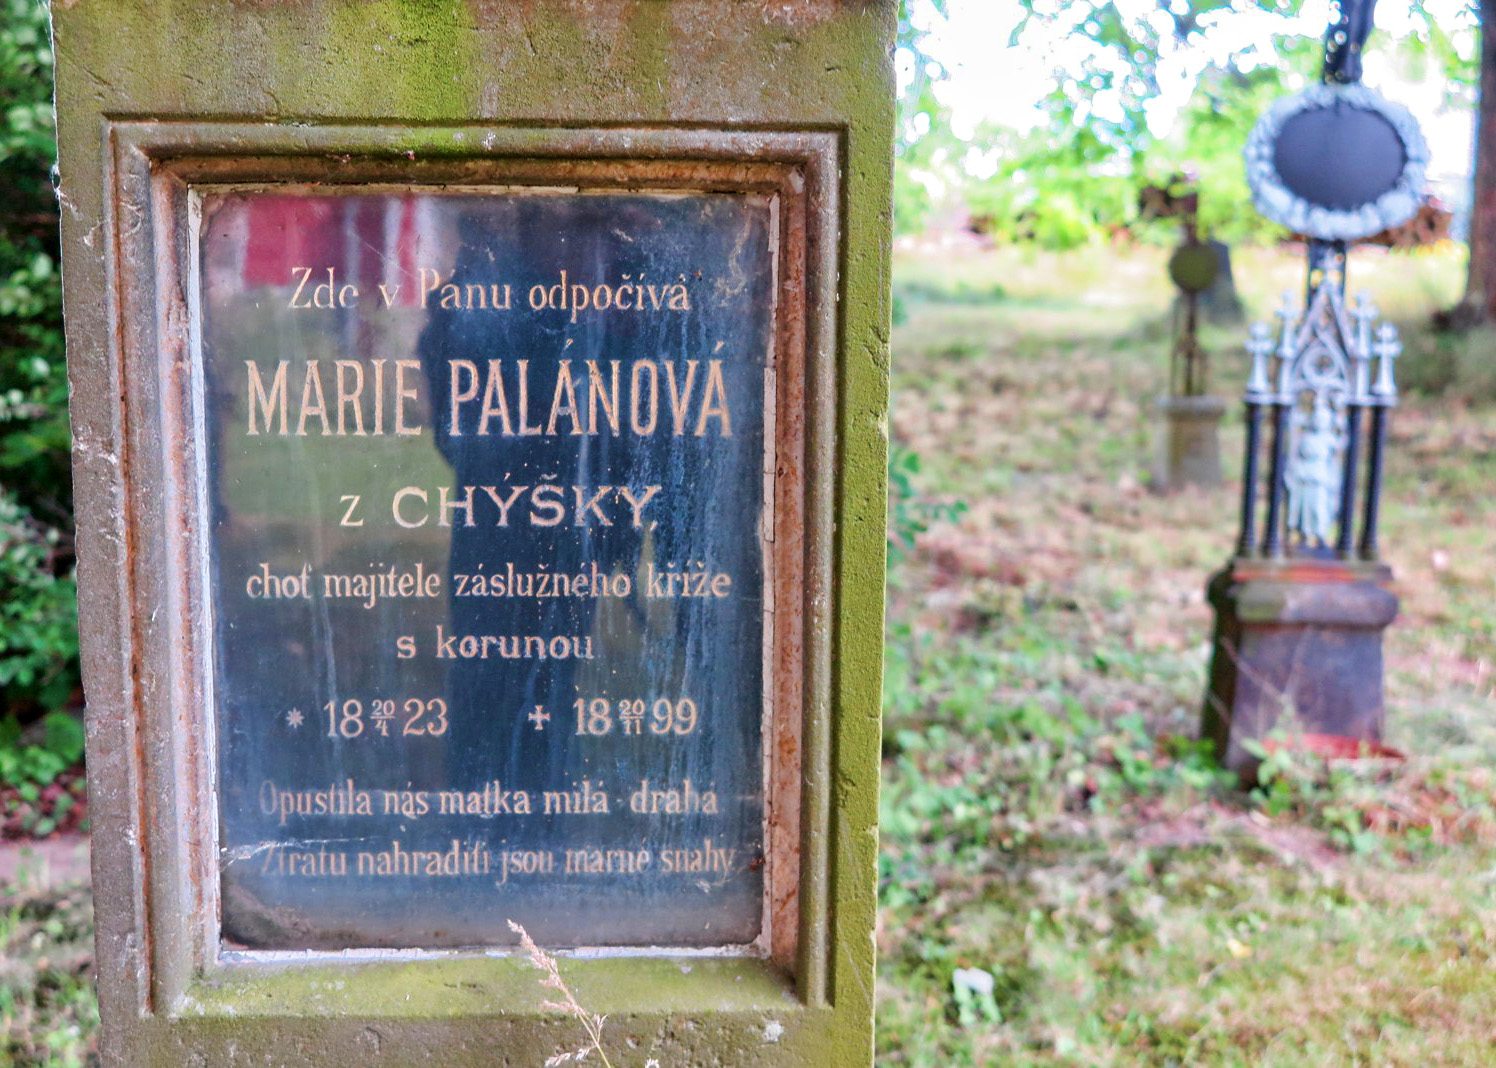 Zde v Pánu odpočívá
MARIE PALÁNOVÁ
z CHÝŠKY,
choť majitele záslužného kříže
s korunou
* 18 20/4 23 ✝ 18 20/11 99
Opustila nás matka milá drahá
Ztrátu nahraditi jsou marné snahy.